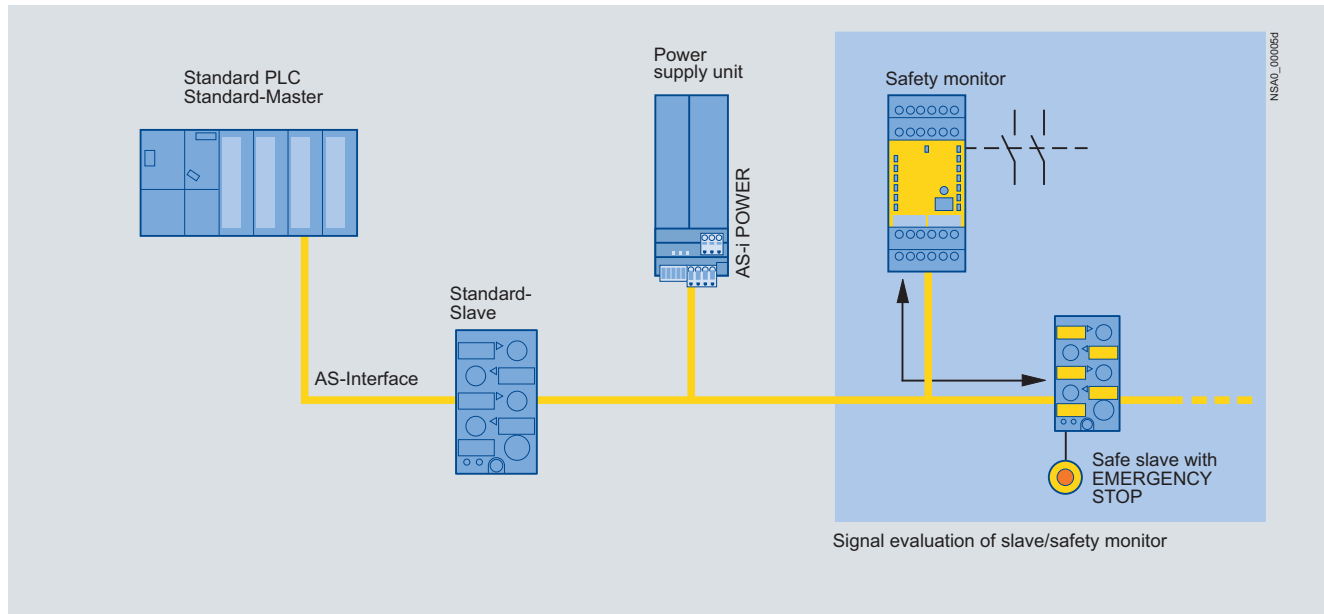 Standard PLC
Standard-Master
Power
supply unit
Safety monitor
NSA0_00005d
AS-i POWER
Standard-
Slave
AS-Interface
Safe slave with
EMERGENCY
STOP
Signal evaluation of slave/safety monitor